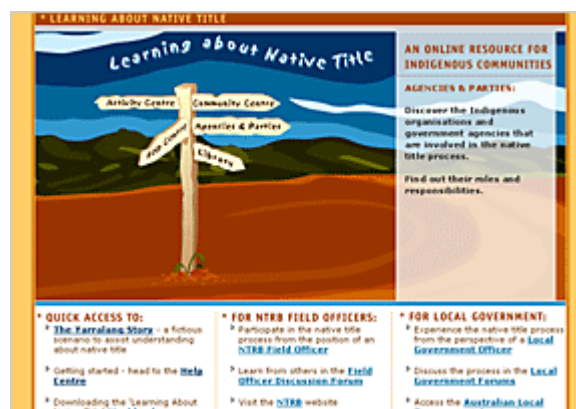 * LEARNING ABOUT NATIVE TITLE
Learning about Native Title
Activity Centre
Community Centre
Agencies & Parties
Help Centre
Library
AN ONLINE RESOURCE FOR
INDIGENOUS COMMUNITIES
AGENCIES & PARTIES:
Discover the Indigenous
organisations and
government agencies that
are involved in the native
title process.
Find out their roles and
responsibilities.
* QUICK ACCESS TO:
The Yarralang Story - a fictious
scenario to assist understanding
about native title
Getting started - head to the Help
Centre
Downloading the 'Learning About
* FOR NTRB FIELD OFFICERS:
Participate in the native title
process from the position of an
NTRB Field Officer
Learn from others in the Field
Officer Discussion Forum
Visit the NTRB website
* FOR LOCAL GOVERNMENT:
Experience the native title process
from the perspective of a Local
Government Officer
Discuss the process in the Local
Government Forums
Access the Australian Local